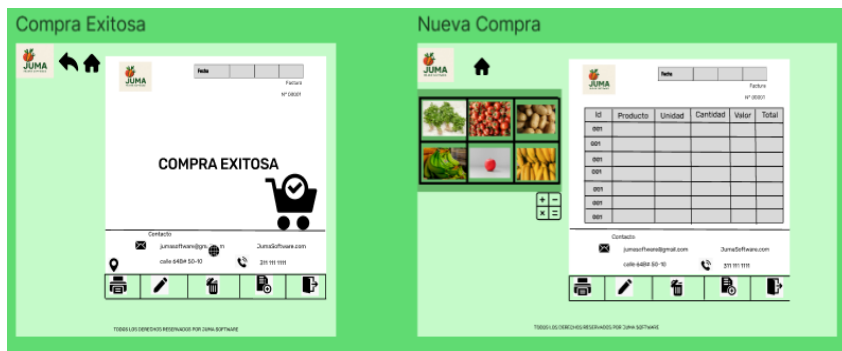 Compra Exitosa
JUMA
JUMA
Fecha
Factura
N° 00001
COMPRA EXITOSA
Contacto
JumaSoftware.com
calle 64B# 50-10
311 111 1111
TODOS LOS DERECHOS RESERVADOS POR JUMA SOFTWARE
Nueva Compra
JUMA
JUMA
Fecha
Factura
N° 00001
Id Producto Unidad Cantidad Valor Total
001
001
001
001
001
001
001
Contacto
jumasoftware@gmail.com JumaSoftware.com
calle 64B# 50-10 311 111 1111
TODOS LOS DERECHOS RESERVADOS POR JUMA SOFTWARE